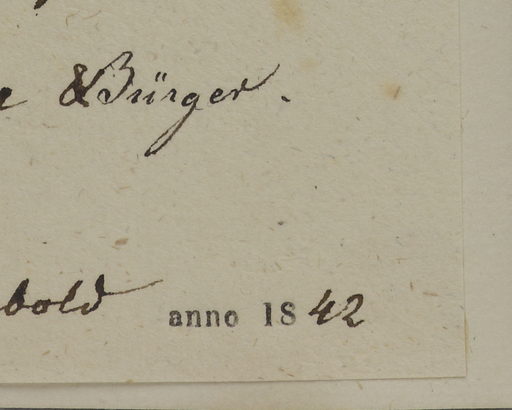 e & Bürger.
bold anno 1842